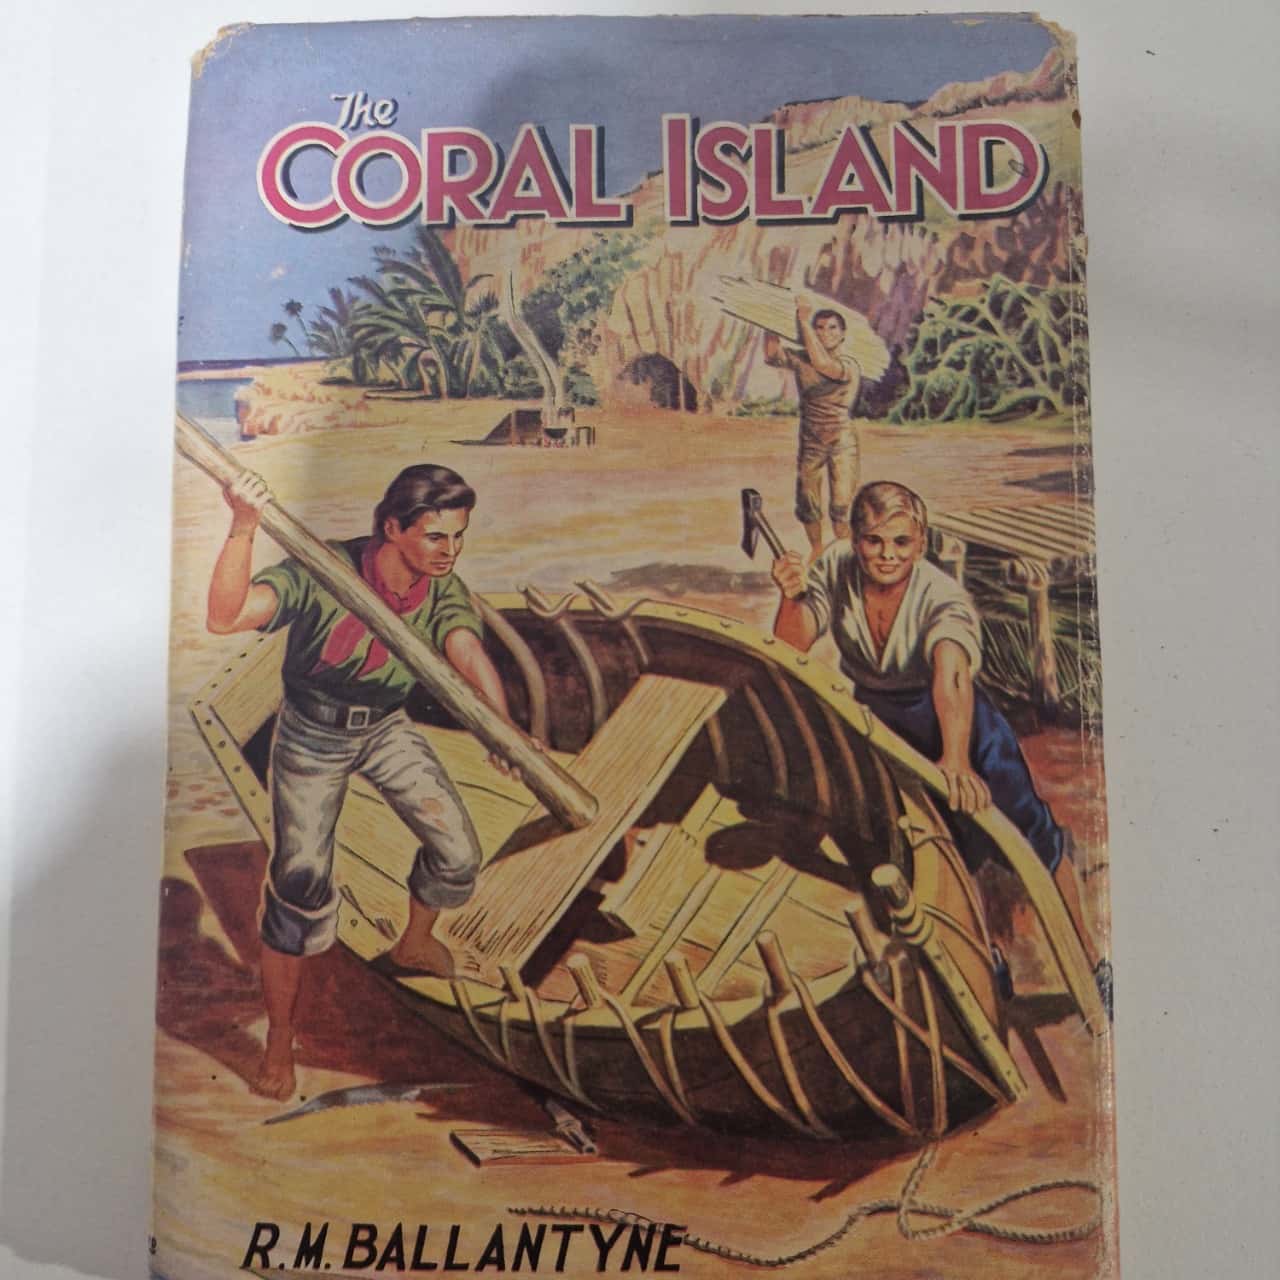 The
CORAL ISLAND
R.M. BALLANTYNE